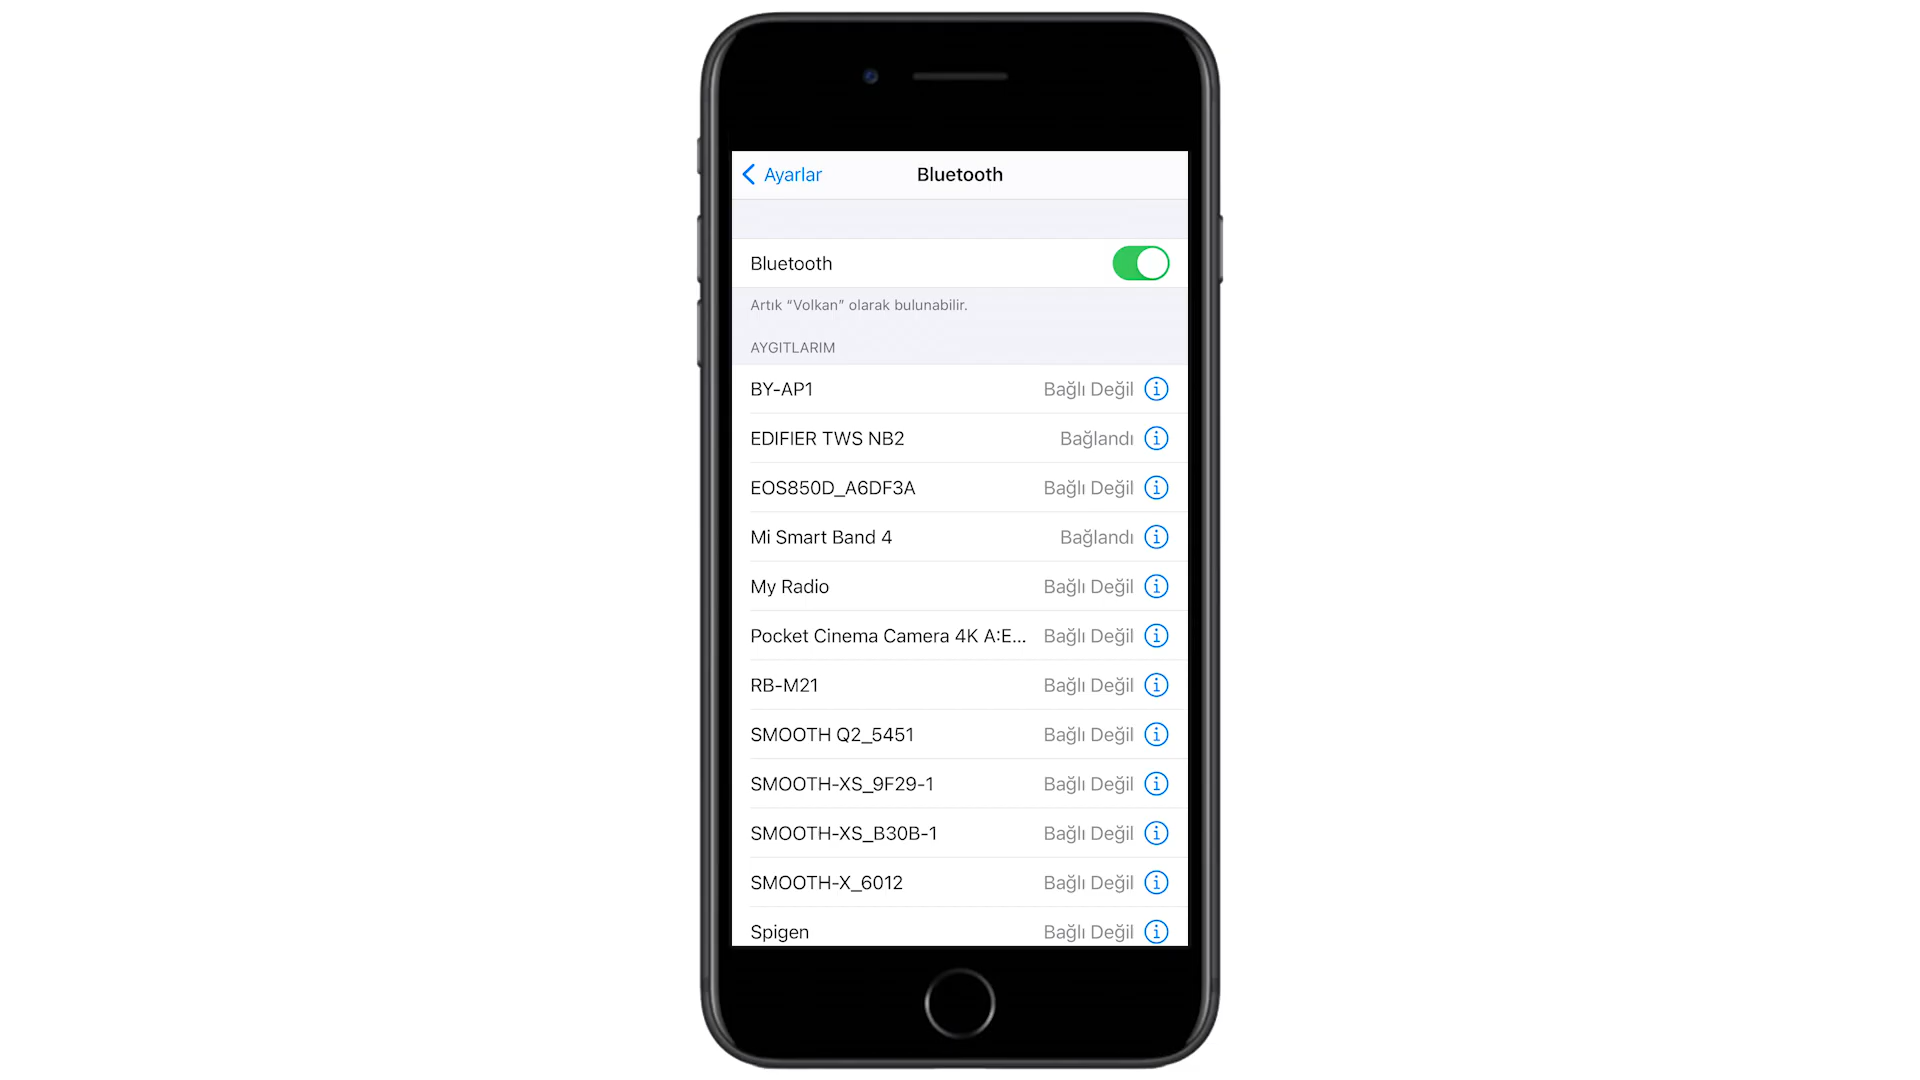 Ayarlar Bluetooth
Bluetooth
Artık “Volkan” olarak bulunabilir.
AYGITLARIM
BY-AP1 Bağlı Değil
EDIFIER TWS NB2 Bağlandı
EOS850D_A6DF3A Bağlı Değil
Mi Smart Band 4 Bağlandı
My Radio Bağlı Değil
Pocket Cinema Camera 4K A:E... Bağlı Değil
RB-M21 Bağlı Değil
SMOOTH Q2_5451 Bağlı Değil
SMOOTH-XS_9F29-1 Bağlı Değil
SMOOTH-XS_B30B-1 Bağlı Değil
SMOOTH-X_6012 Bağlı Değil
Spigen Bağlı Değil